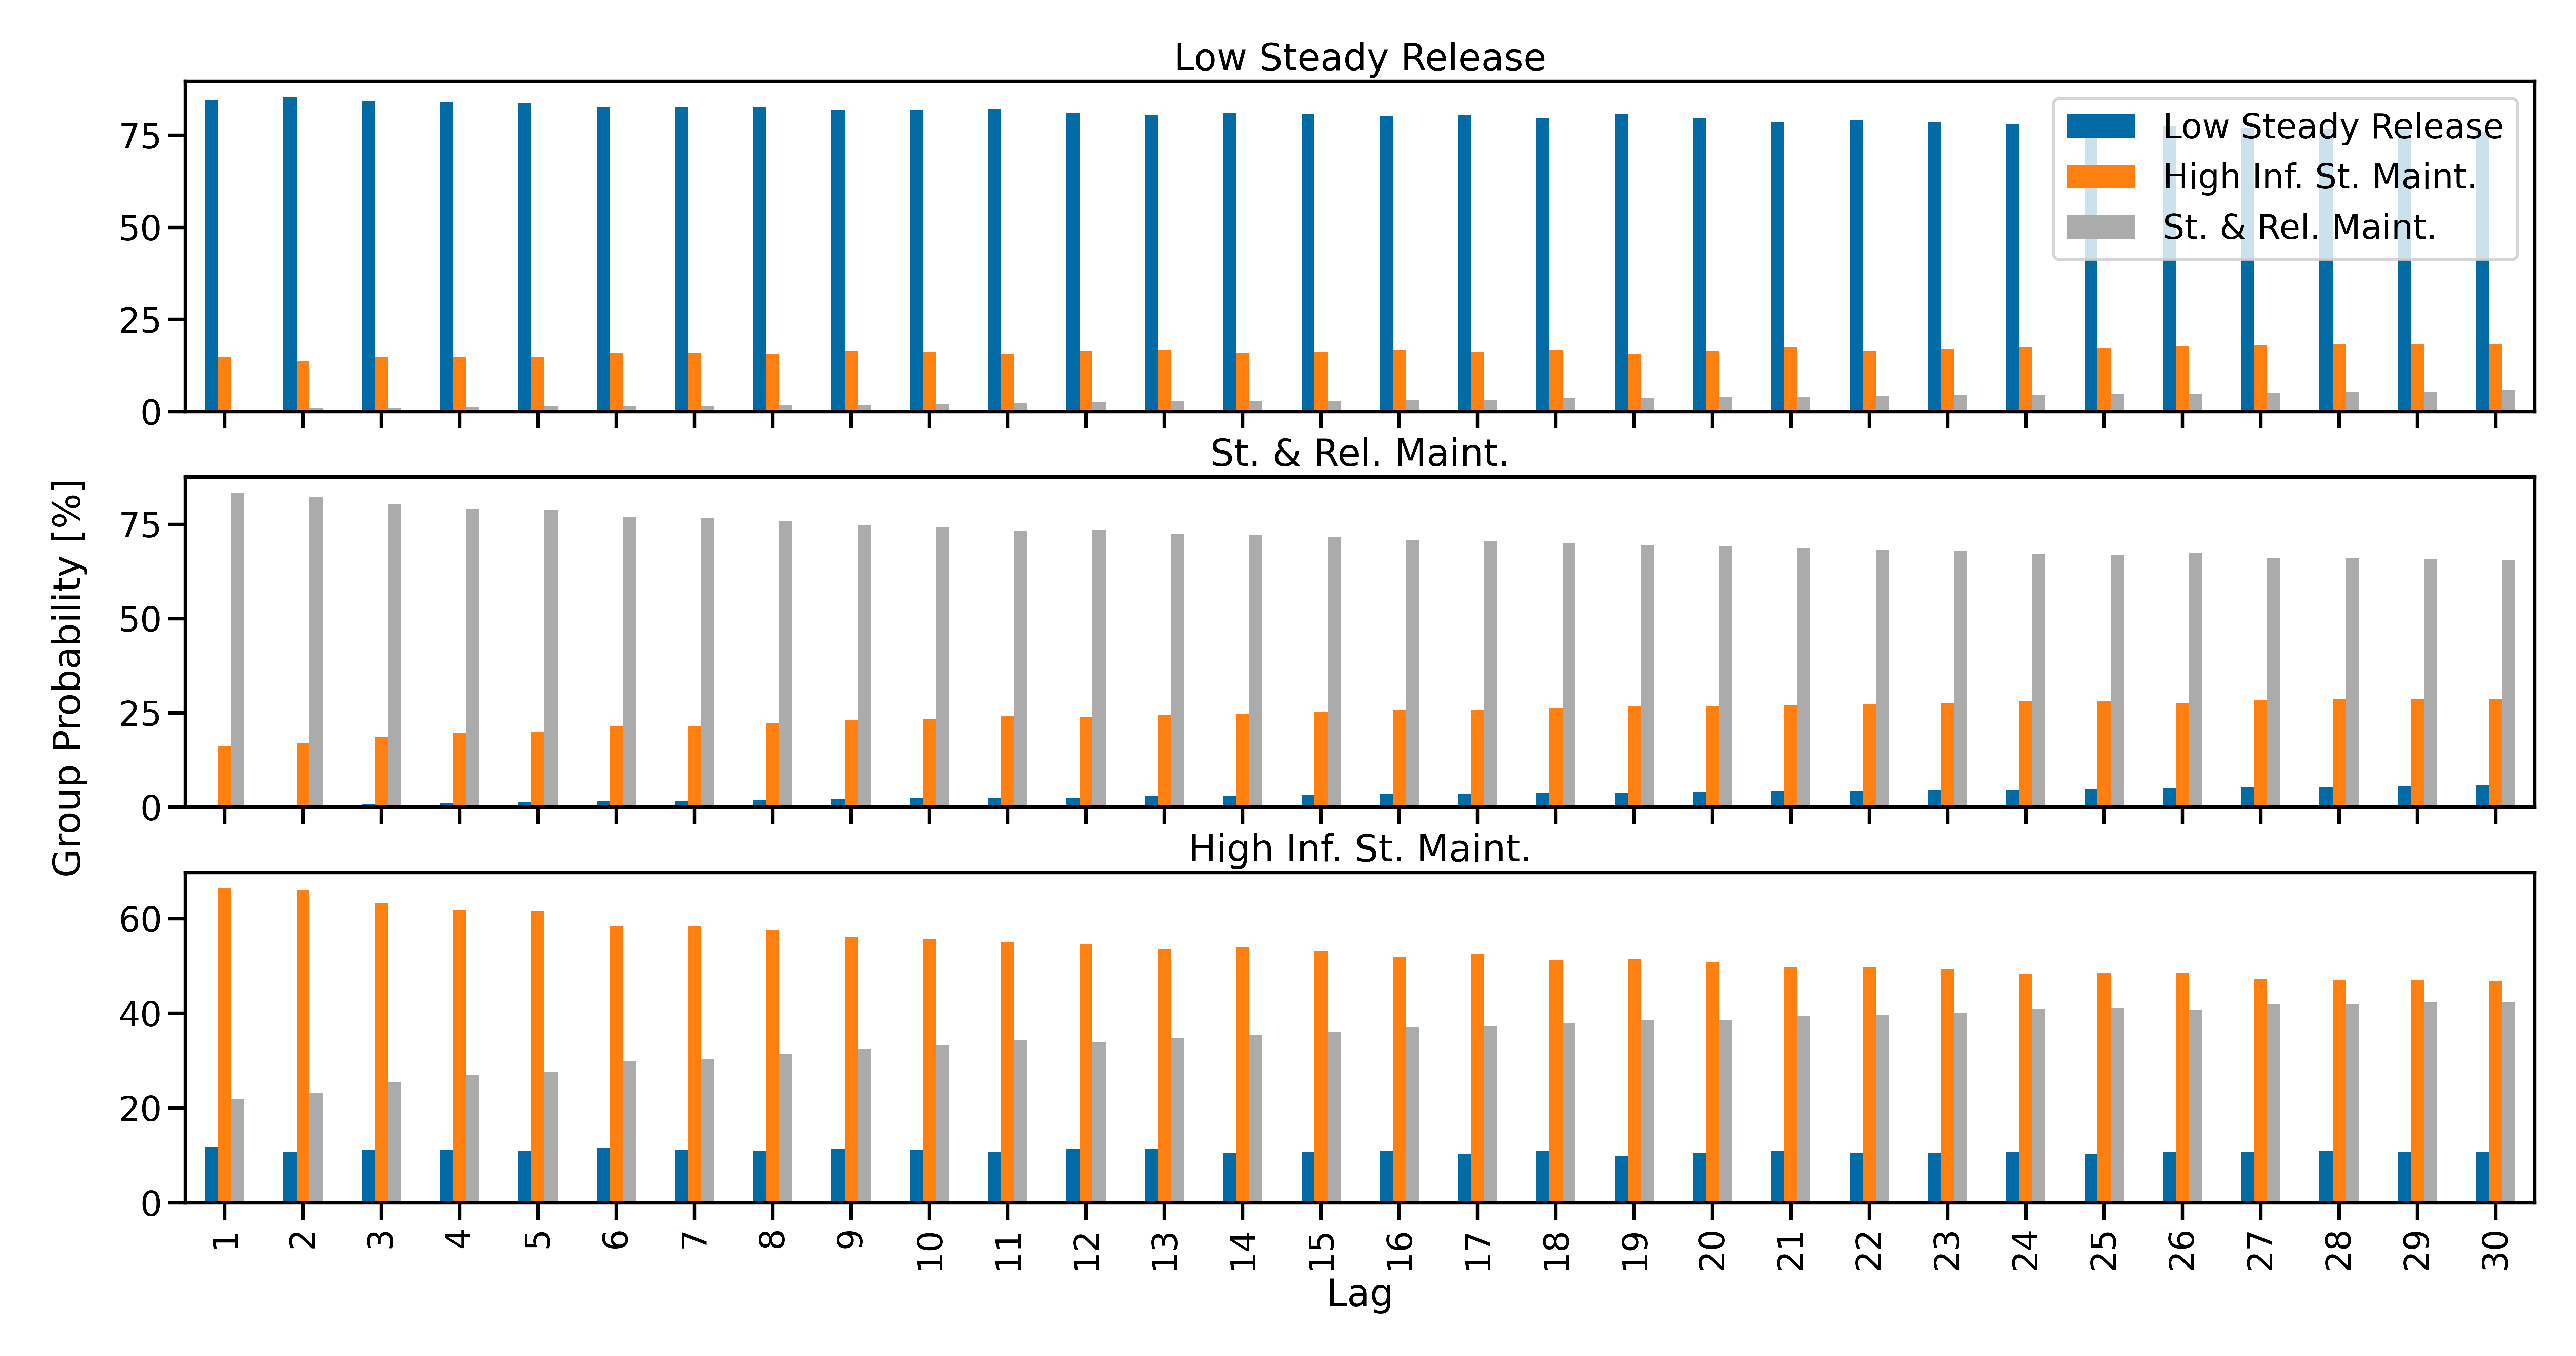 Low Steady Release
75
50
25
0
Low Steady Release
High Inf. St. Maint.
St. & Rel. Maint.
St. & Rel. Maint.
75
50
25
0
Group Probability [%]
High Inf. St. Maint.
60
40
20
0
1 2 3 4 5 6 7 8 9 10 11 12 13 14 15 16 17 18 19 20 21 22 23 24 25 26 27 28 29 30
Lag